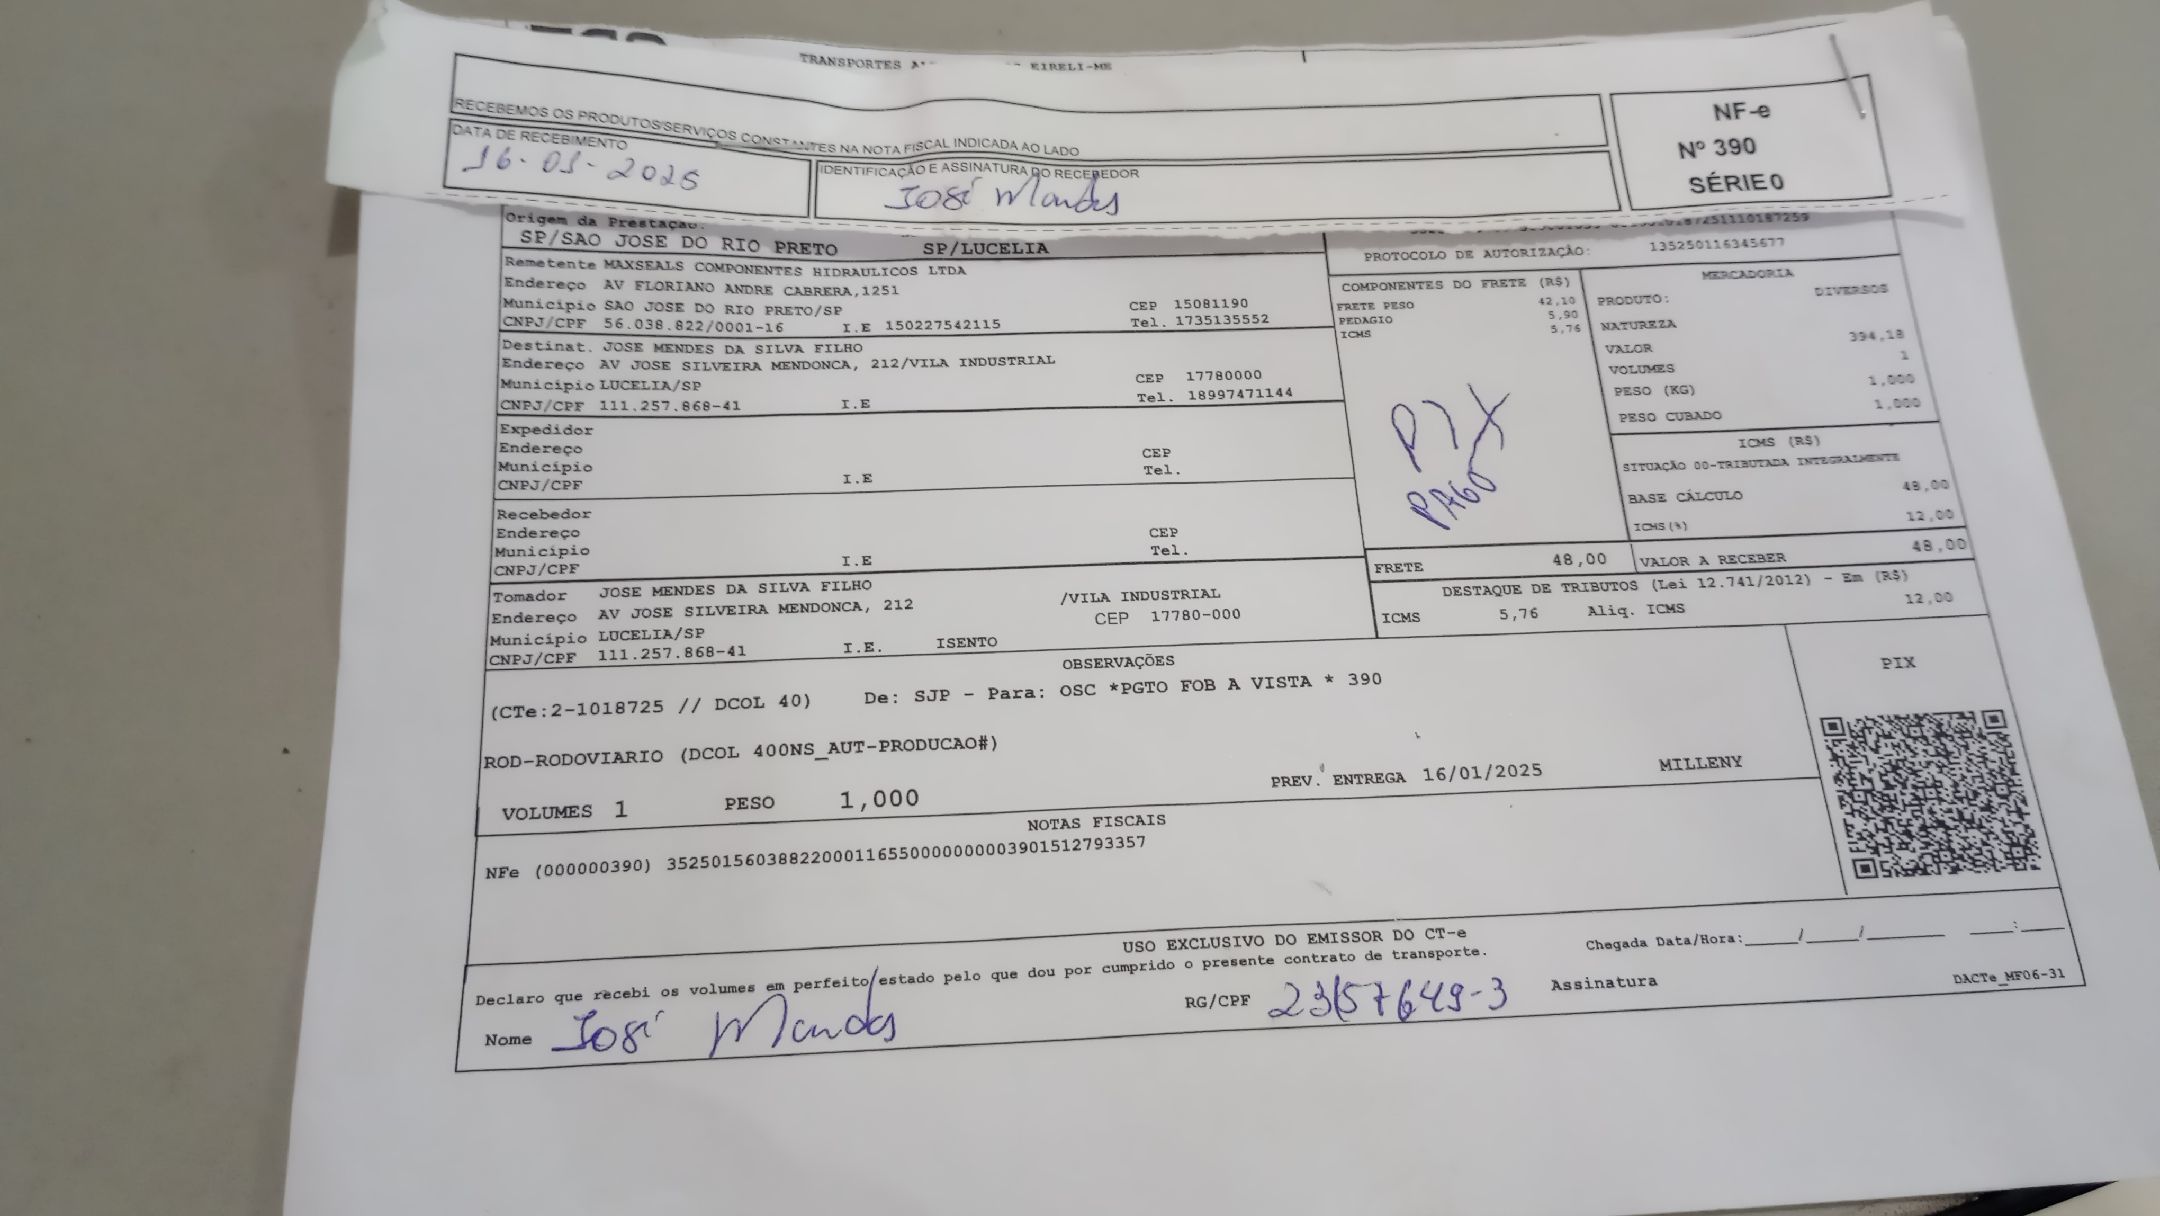 TRANSPORTES EIRELI-ME
RECEBEMOS OS PRODUTOS/SERVIÇOS CONSTANTES NA NOTA FISCAL INDICADA AO LADO
DATA DE RECEBIMENTO
16-01-2025
IDENTIFICAÇÃO E ASSINATURA DO RECEBEDOR
José Mendes
NF-e
Nº 390
SÉRIE 0
Origem da Prestação.
SP/SAO JOSE DO RIO PRETO SP/LUCELIA
Remetente MAXSEALS COMPONENTES HIDRAULICOS LTDA
Endereço AV FLORIANO ANDRE CABRERA,1251
Município SAO JOSE DO RIO PRETO/SP CEP 15081190
CNPJ/CPF 56.038.822/0001-16 I.E 150227542115 Tel. 1735135552
Destinat. JOSE MENDES DA SILVA FILHO
Endereço AV JOSE SILVEIRA MENDONCA, 212/VILA INDUSTRIAL
Município LUCELIA/SP CEP 17780000
CNPJ/CPF 111.257.868-41 I.E Tel. 18997471144
Expedidor
Endereço
Município CEP
CNPJ/CPF I.E Tel.
Recebedor
Endereço
Município CEP
CNPJ/CPF I.E Tel.
Tomador JOSE MENDES DA SILVA FILHO
Endereço AV JOSE SILVEIRA MENDONCA, 212 /VILA INDUSTRIAL
Município LUCELIA/SP CEP 17780-000
CNPJ/CPF 111.257.868-41 I.E. ISENTO
PROTOCOLO DE AUTORIZAÇÃO: 135250116345677
COMPONENTES DO FRETE (R$)
FRETE PESO 42,10
PEDAGIO 5,90
ICMS 5,76
PIX
PAGO
MERCADORIA
PRODUTO: DIVERSOS
NATUREZA
VALOR 394,18
VOLUMES 1
PESO (KG) 1,000
PESO CUBADO 1,000
ICMS (R$)
SITUAÇÃO 00-TRIBUTADA INTEGRALMENTE
BASE CÁLCULO 48,00
ICMS(%) 12,00
FRETE 48,00 VALOR A RECEBER 48,00
DESTAQUE DE TRIBUTOS (Lei 12.741/2012) - Em (R$)
ICMS 5,76 Aliq. ICMS 12,00
OBSERVAÇÕES
(CTe:2-1018725 // DCOL 40) De: SJP - Para: OSC *PGTO FOB A VISTA * 390
ROD-RODOVIARIO (DCOL 400NS_AUT-PRODUCAO#)
PREV. ENTREGA 16/01/2025 MILLENY
VOLUMES 1 PESO 1,000
PIX
NOTAS FISCAIS
NFe (000000390) 35250156038822000116550000000003901512793357
USO EXCLUSIVO DO EMISSOR DO CT-e
Declaro que recebi os volumes em perfeito estado pelo que dou por cumprido o presente contrato de transporte.
Chegada Data/Hora:_____/_____/_______ ____:____
Nome José Mendes RG/CPF 23157649-3 Assinatura
DACTe_MF06-31